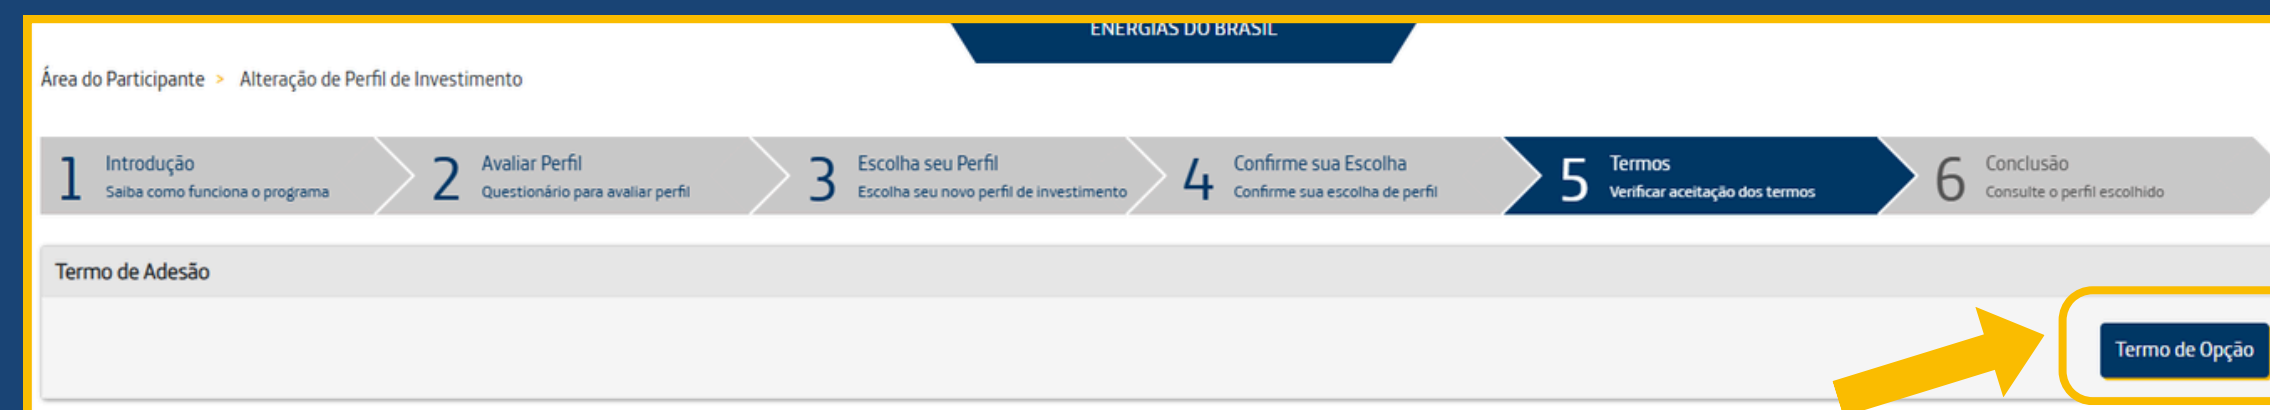 ENERGIAS DO BRASIL
Área do Participante > Alteração de Perfil de Investimento
1 Introdução
Saiba como funciona o programa
2 Avaliar Perfil
Questionário para avaliar perfil
3 Escolha seu Perfil
Escolha seu novo perfil de investimento
4 Confirme sua Escolha
Confirme sua escolha de perfil
5 Termos
Verificar aceitação dos termos
6 Conclusão
Consulte o perfil escolhido
Termo de Adesão
Termo de Opção